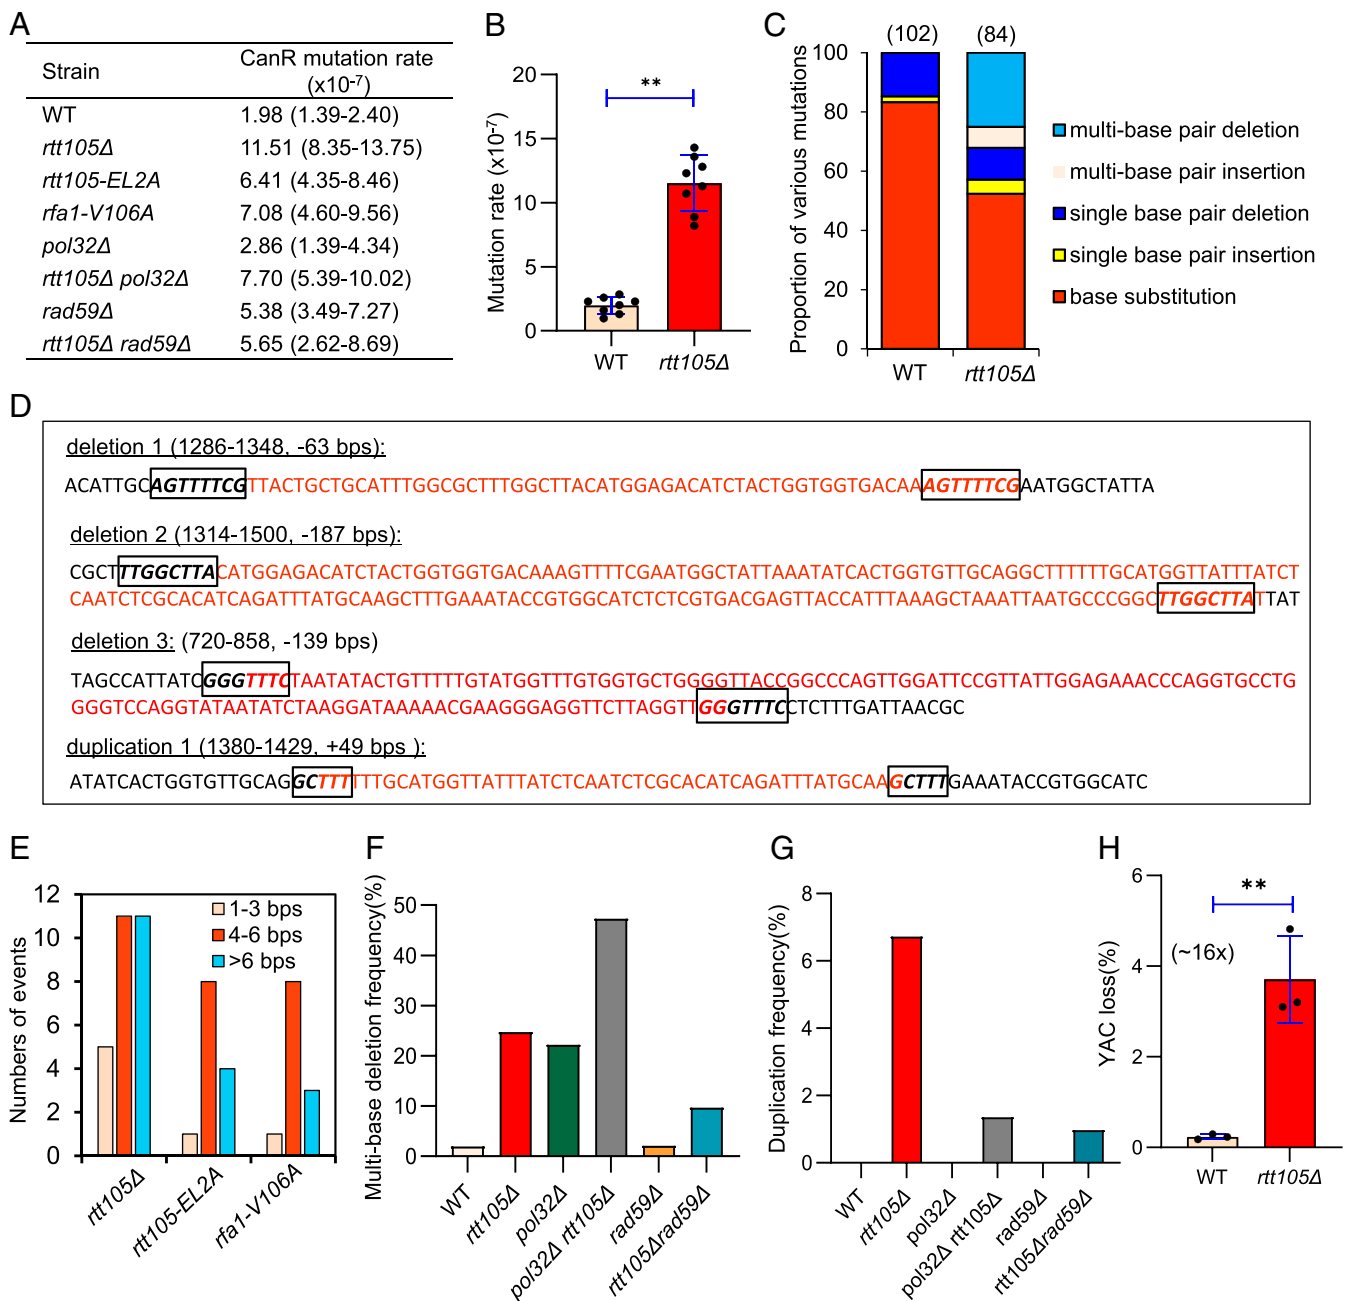 A
Strain
CanR mutation rate
(x10-7)
WT 1.98 (1.39-2.40)
rtt105Δ 11.51 (8.35-13.75)
rtt105-EL2A 6.41 (4.35-8.46)
rfa1-V106A 7.08 (4.60-9.56)
pol32Δ 2.86 (1.39-4.34)
rtt105Δ pol32Δ 7.70 (5.39-10.02)
rad59Δ 5.38 (3.49-7.27)
rtt105Δ rad59Δ 5.65 (2.62-8.69)
B
Mutation rate (x10-7)
20
15
10
5
0
**
WT
rtt105Δ
C
Proportion of various mutations
(102) (84)
100
80
60
40
20
0
WT
rtt105Δ
multi-base pair deletion
multi-base pair insertion
single base pair deletion
single base pair insertion
base substitution
D
deletion 1 (1286-1348, -63 bps):
ACATTGCAGTTTTCGTTACTGCTGCATTTGGCGCTTTGGCTTACATGGAGACATCTACTGGTGGTGACAAAGTTTTCGAATGGCTATTA
deletion 2 (1314-1500, -187 bps):
CGCTTTGGCTTACATGGAGACATCTACTGGTGGTGACAAAGTTTTCGAATGGCTATTAAATATCACTGGTGTTGCAGGCTTTTTTGCATGGTTATTTATCT
CAATCTCGCACATCAGATTTATGCAAGCTTTGAAATACCGTGGCATCTCTCGTGACGAGTTACCATTTAAAGCTAAATTAATGCCCGGCTTGGCTTATTAT
deletion 3: (720-858, -139 bps)
TAGCCATTATCGGGTTTCTAATATACTGTTTTTGTATGGTTTGTGGTGCTGGGGTTACCGGCCCAGTTGGATTCCGTTATTGGAGAAACCCAGGTGCCTG
GGGTCCAGGTATAATATCTAAGGATAAAAACGAAGGGAGGTTCTTAGGTTGGGTTTCCTCTTTGATTAACGC
duplication 1 (1380-1429, +49 bps ):
ATATCACTGGTGTTGCAGGCTTTTTTGCATGGTTATTTATCTCAATCTCGCACATCAGATTTATGCAAGCTTTGAAATACCGTGGCATC
E
Numbers of events
12
10
8
6
4
2
0
1-3 bps
4-6 bps
>6 bps
rtt105Δ
rtt105-EL2A
rfa1-V106A
F
Multi-base deletion frequency(%)
50
40
30
20
10
0
WT
rtt105Δ
pol32Δ
pol32Δ rtt105Δ
rad59Δ
rtt105Δrad59Δ
G
Duplication frequency(%)
8
6
4
2
0
WT
rtt105Δ
pol32Δ
pol32Δ rtt105Δ
rad59Δ
rtt105Δrad59Δ
H
YAC loss(%)
6
4
2
0
**
(~16x)
WT
rtt105Δ